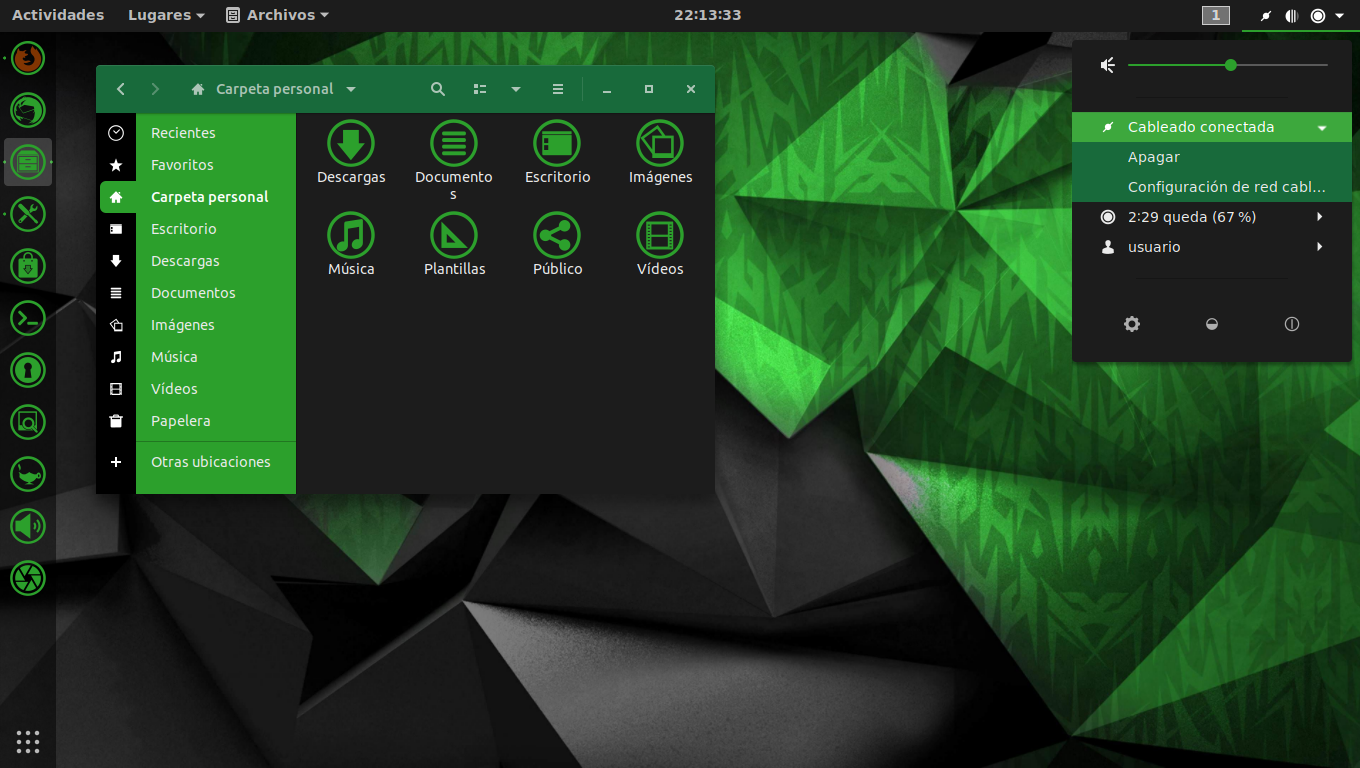 Actividades
Lugares
Archivos
22:13:33
1
Carpeta personal
Recientes
Favoritos
Carpeta personal
Escritorio
Descargas
Documentos
Imágenes
Música
Vídeos
Papelera
Otras ubicaciones
Descargas
Documento
s
Escritorio
Imágenes
Música
Plantillas
Público
Vídeos
Cableado conectada
Apagar
Configuración de red cabl...
2:29 queda (67 %)
usuario